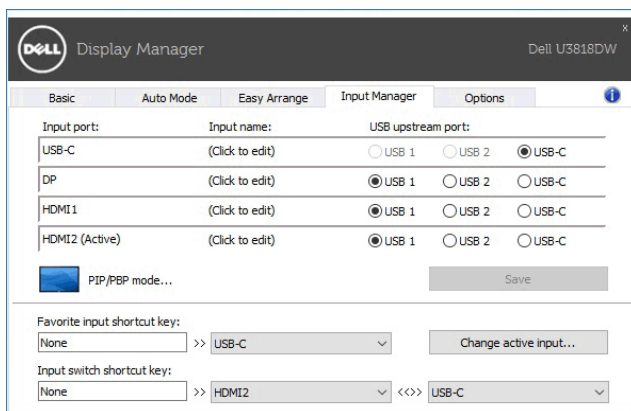 DELL Display Manager Dell U3818DW x
Basic Auto Mode Easy Arrange Input Manager Options i
Input port: Input name: USB upstream port:
USB-C (Click to edit) USB 1 USB 2 USB-C
DP (Click to edit) USB 1 USB 2 USB-C
HDMI1 (Click to edit) USB 1 USB 2 USB-C
HDMI2 (Active) (Click to edit) USB 1 USB 2 USB-C
PIP/PBP mode... Save
Favorite input shortcut key:
None >> USB-C Change active input...
Input switch shortcut key:
None >> HDMI2 <<>> USB-C